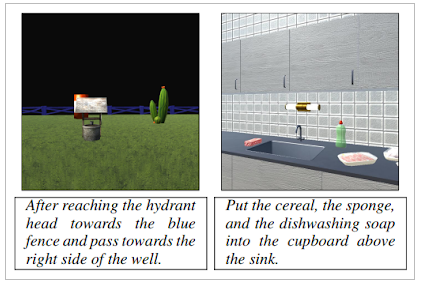 After reaching the hydrant
head towards the blue
fence and pass towards the
right side of the well.
Put the cereal, the sponge,
and the dishwashing soap
into the cupboard above
the sink.